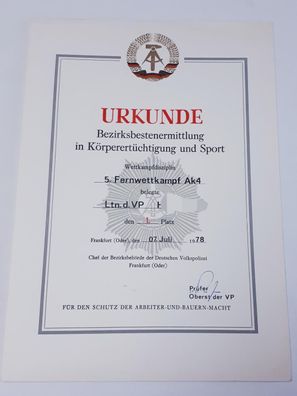 URKUNDE
Bezirksbestenermittlung
in Körperertüchtigung und Sport
Wettkampfdisziplin
5. Fernwettkampf Ak4
belegte
Ltn.d.VP
den 1. Platz
Frankfurt (Oder), den 07. Juli 1978
Chef der Bezirksbehörde der Deutschen Volkspolizei
Frankfurt (Oder)
Prüfer
Oberst der VP
FÜR DEN SCHUTZ DER ARBEITER-UND-BAUERN-MACHT